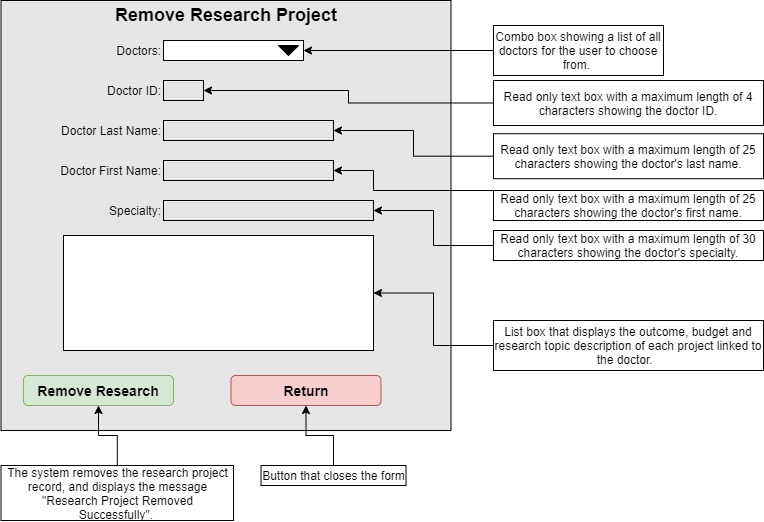 Remove Research Project
Doctors:
Combo box showing a list of all
doctors for the user to choose
from.
Doctor ID:
Read only text box with a maximum length of 4
characters showing the doctor ID.
Doctor Last Name:
Read only text box with a maximum length of 25
characters showing the doctor's last name.
Doctor First Name:
Read only text box with a maximum length of 25
characters showing the doctor's first name.
Specialty:
Read only text box with a maximum length of 30
characters showing the doctor's specialty.
List box that displays the outcome, budget and
research topic description of each project linked to
the doctor.
Remove Research
Return
The system removes the research project
record, and displays the message
"Research Project Removed
Successfully".
Button that closes the form